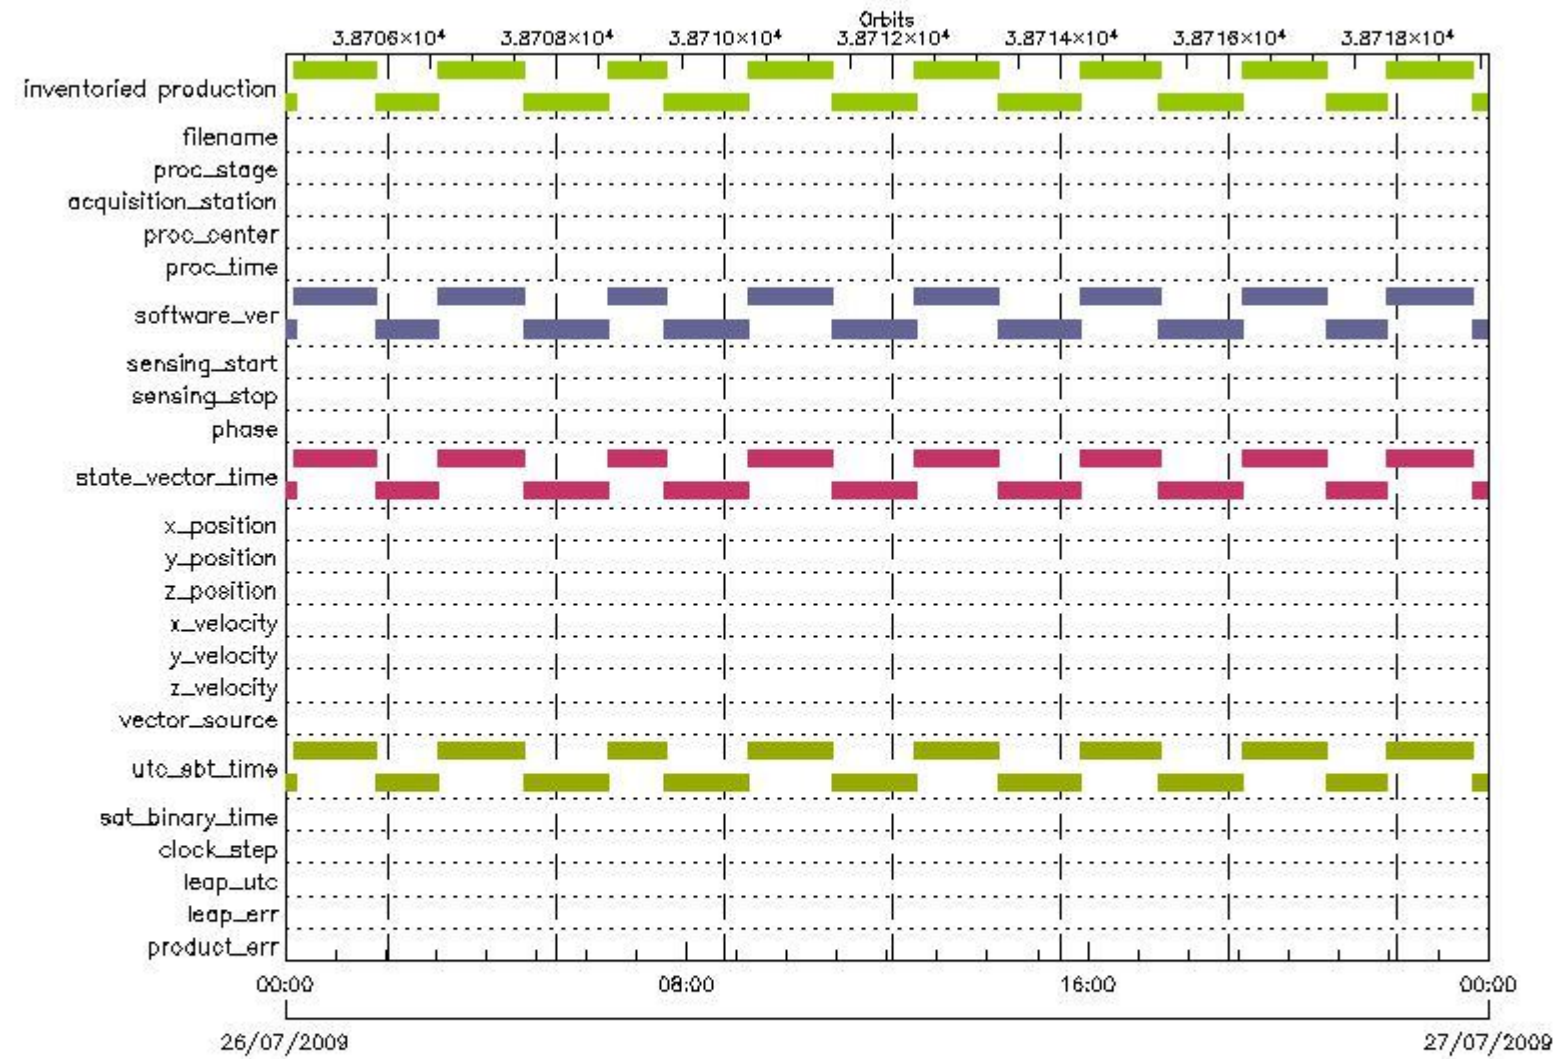 Orbits
3.8706×10⁴ 3.8708×10⁴ 3.8710×10⁴ 3.8712×10⁴ 3.8714×10⁴ 3.8716×10⁴ 3.8718×10⁴
inventoried production
filename
proc_stage
acquisition_station
proc_center
proc_time
software_ver
sensing_start
sensing_stop
phase
state_vector_time
x_position
y_position
z_position
x_velocity
y_velocity
z_velocity
vector_source
utc_sbt_time
sat_binary_time
clock_step
leap_utc
leap_err
product_err
00:00 08:00 16:00 00:00
26/07/2009 27/07/2009